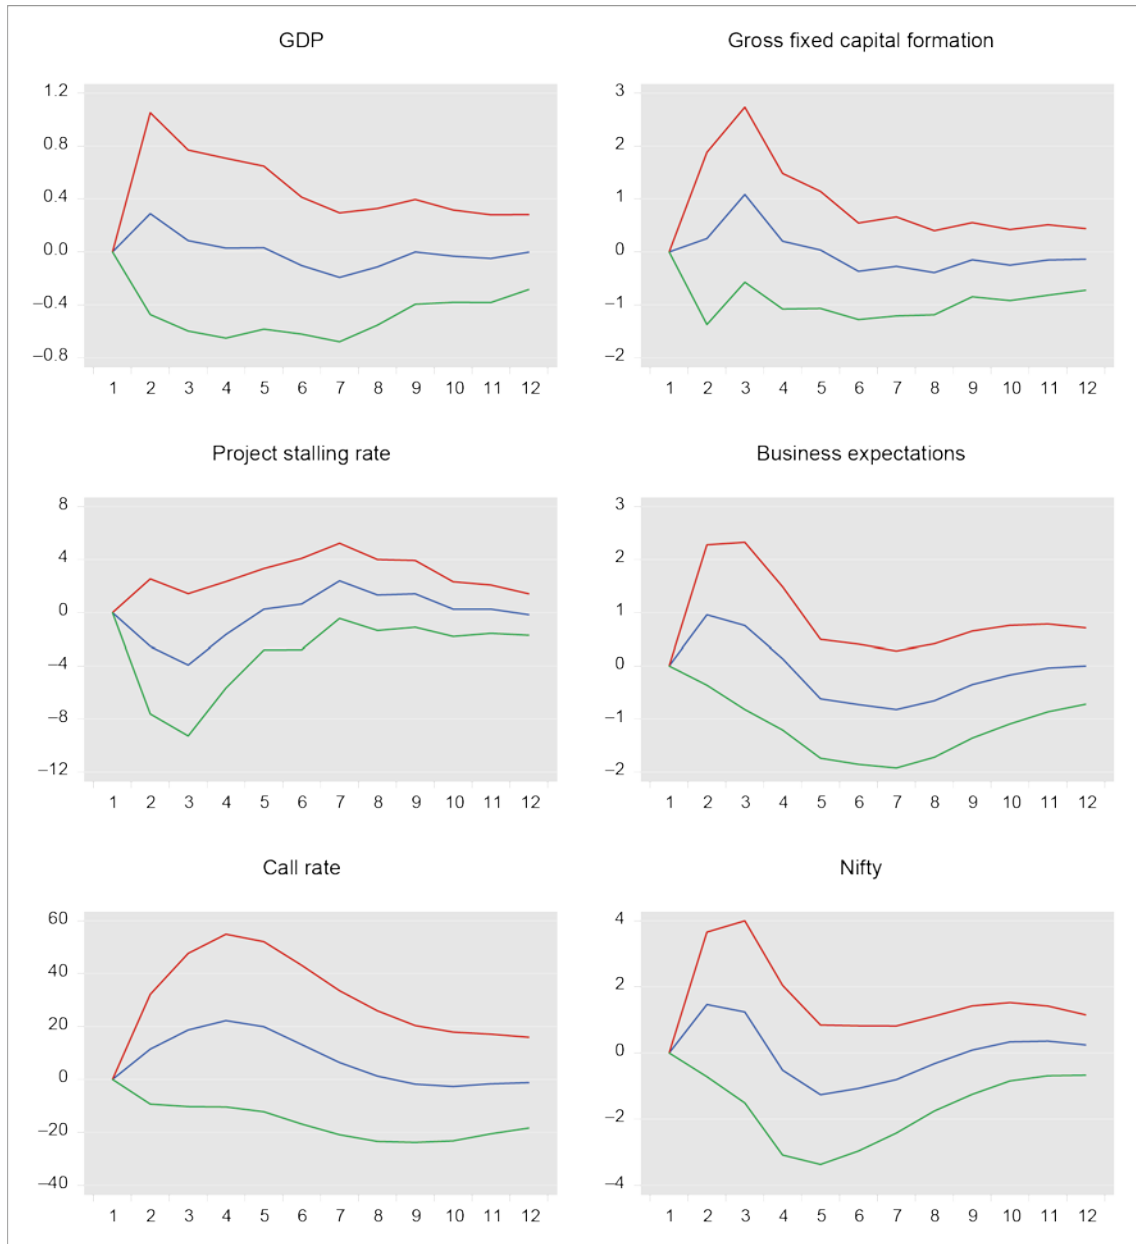 GDP
1.2
0.8
0.4
0.0
–0.4
–0.8
1 2 3 4 5 6 7 8 9 10 11 12
Gross fixed capital formation
3
2
1
0
–1
–2
1 2 3 4 5 6 7 8 9 10 11 12
Project stalling rate
8
4
0
–4
–8
–12
1 2 3 4 5 6 7 8 9 10 11 12
Business expectations
3
2
1
0
–1
–2
1 2 3 4 5 6 7 8 9 10 11 12
Call rate
60
40
20
0
–20
–40
1 2 3 4 5 6 7 8 9 10 11 12
Nifty
4
2
0
–2
–4
1 2 3 4 5 6 7 8 9 10 11 12